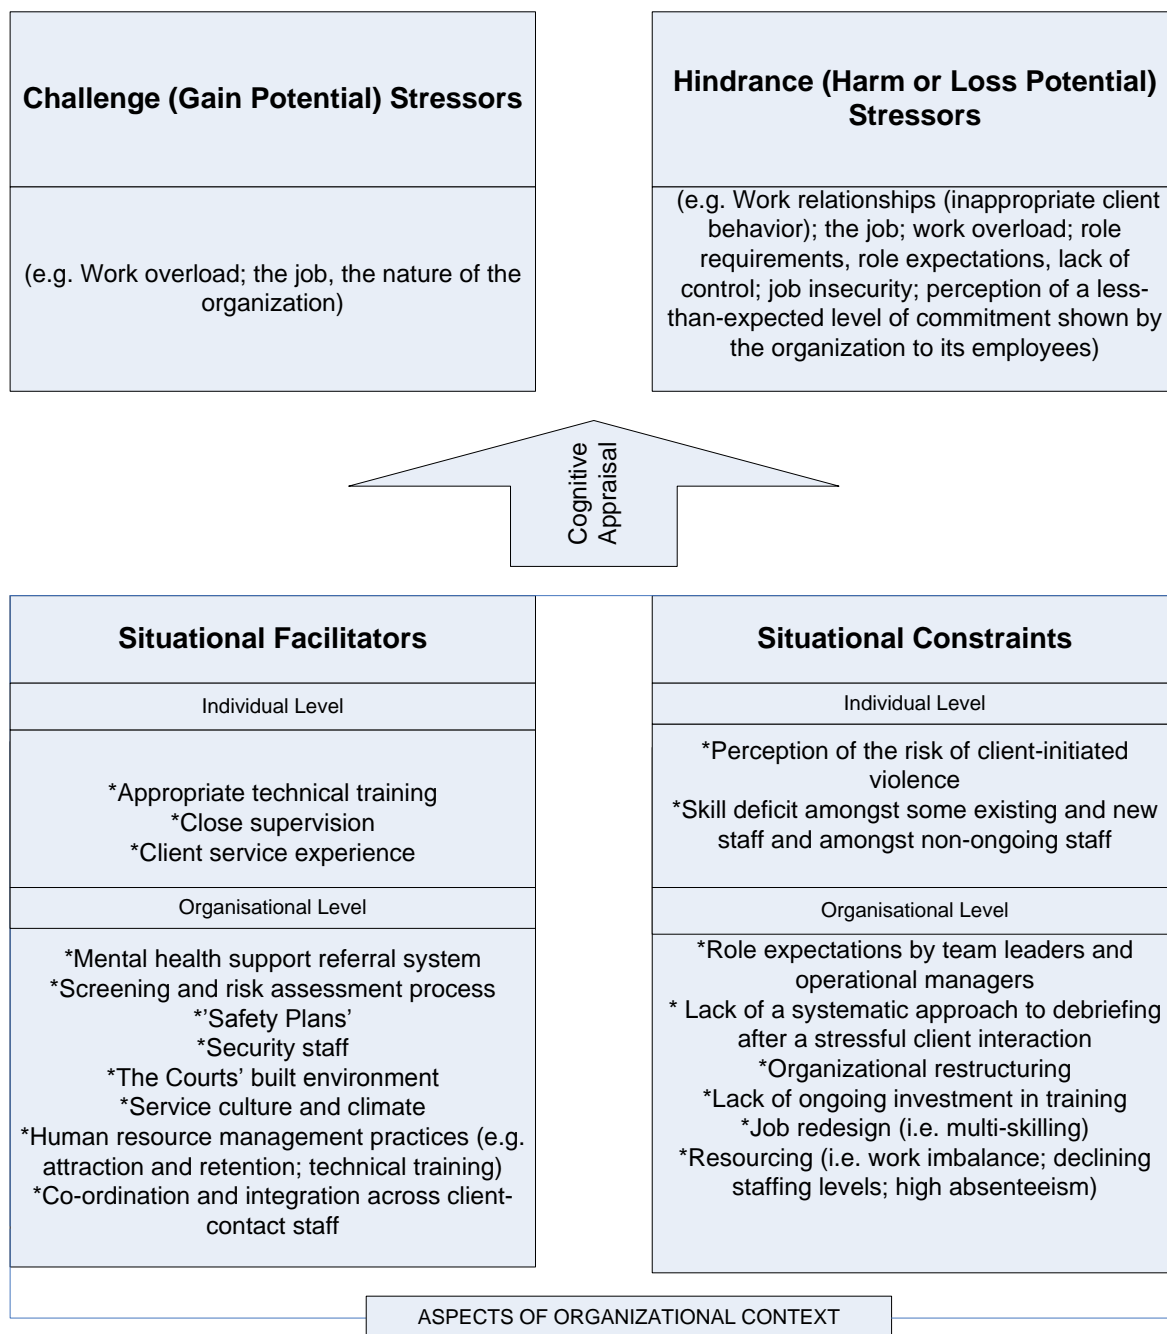 Challenge (Gain Potential) Stressors
(e.g. Work overload; the job, the nature of the
organization)
Hindrance (Harm or Loss Potential)
Stressors
(e.g. Work relationships (inappropriate client
behavior); the job; work overload; role
requirements, role expectations, lack of
control; job insecurity; perception of a less-
than-expected level of commitment shown by
the organization to its employees)
Cognitive
Appraisal
Situational Facilitators
Individual Level
*Appropriate technical training
*Close supervision
*Client service experience
Organisational Level
*Mental health support referral system
*Screening and risk assessment process
*’Safety Plans’
*Security staff
*The Courts’ built environment
*Service culture and climate
*Human resource management practices (e.g.
attraction and retention; technical training)
*Co-ordination and integration across client-
contact staff
Situational Constraints
Individual Level
*Perception of the risk of client-initiated
violence
*Skill deficit amongst some existing and new
staff and amongst non-ongoing staff
Organisational Level
*Role expectations by team leaders and
operational managers
* Lack of a systematic approach to debriefing
after a stressful client interaction
*Organizational restructuring
*Lack of ongoing investment in training
*Job redesign (i.e. multi-skilling)
*Resourcing (i.e. work imbalance; declining
staffing levels; high absenteeism)
ASPECTS OF ORGANIZATIONAL CONTEXT